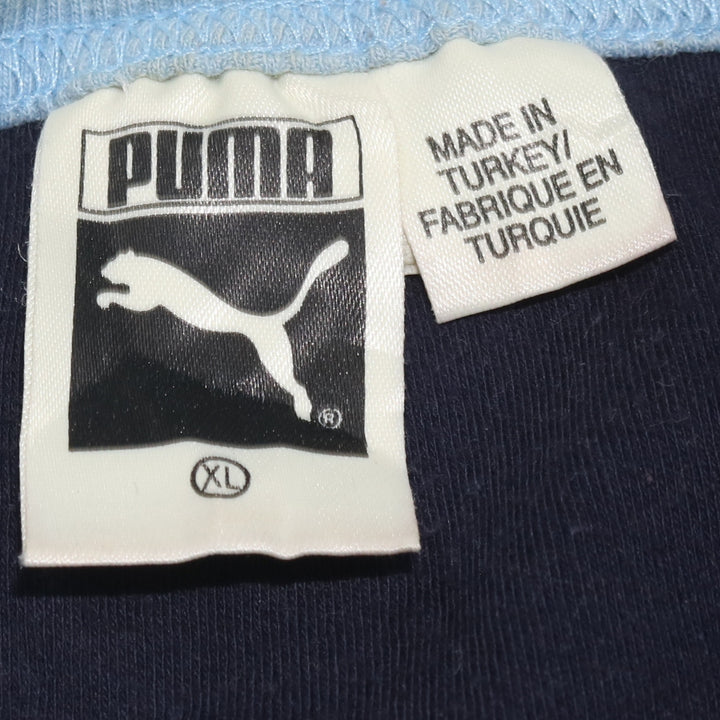 PUMA
®
XL
MADE IN
TURKEY/
FABRIQUE EN
TURQUIE